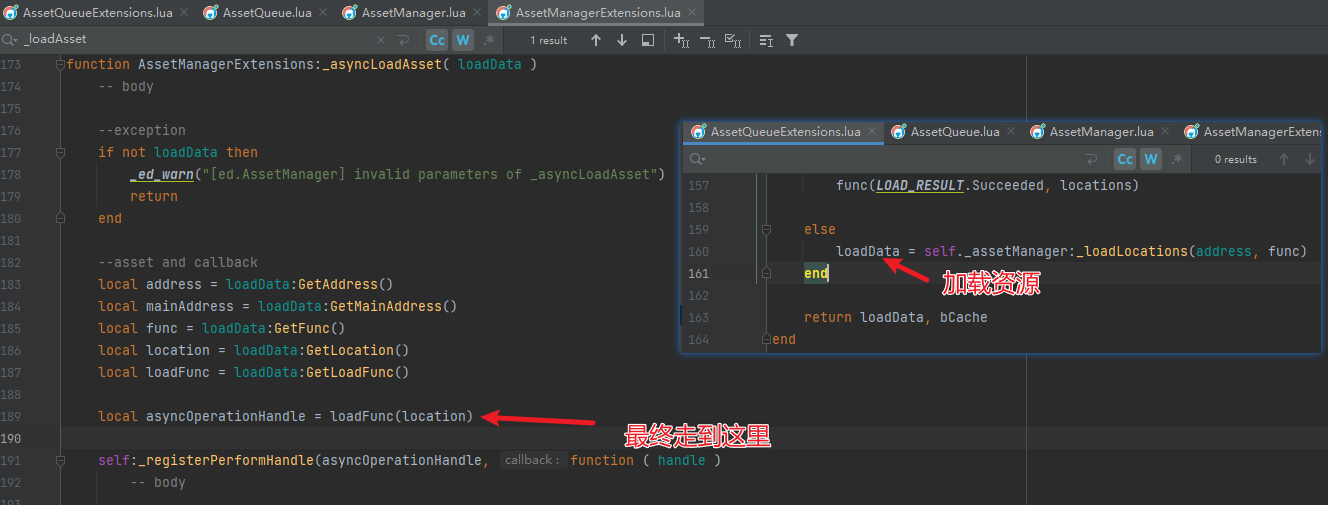 AssetQueueExtensions.lua × AssetQueue.lua × AssetManager.lua × AssetManagerExtensions.lua ×
_loadAsset × Cc W .* 1 result
173 function AssetManagerExtensions:_asyncLoadAsset( loadData )
174 -- body
175
176 --exception
177 if not loadData then
178 _ed_warn("[ed.AssetManager] invalid parameters of _asyncLoadAsset")
179 return
180 end
181
182 --asset and callback
183 local address = loadData:GetAddress()
184 local mainAddress = loadData:GetMainAddress()
185 local func = loadData:GetFunc()
186 local location = loadData:GetLocation()
187 local loadFunc = loadData:GetLoadFunc()
188
189 local asyncOperationHandle = loadFunc(location)
最终走到这里
190
191 self:_registerPerformHandle(asyncOperationHandle, callback: function ( handle )
192 -- body
193
AssetQueueExtensions.lua × AssetQueue.lua × AssetManager.lua × AssetManagerExtens
Cc W .* 0 results
157 func(LOAD_RESULT.Succeeded, locations)
158
159 else
160 loadData = self._assetManager:_loadLocations(address, func)
161 end
加载资源
162
163 return loadData, bCache
164 end